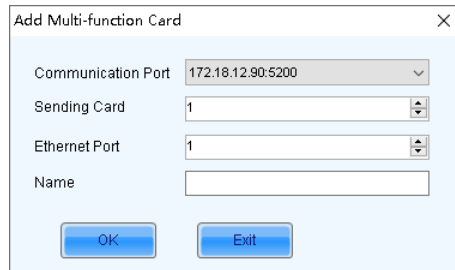 Add Multi-function Card
Communication Port 172.18.12.90:5200
Sending Card 1
Ethernet Port 1
Name
OK Exit